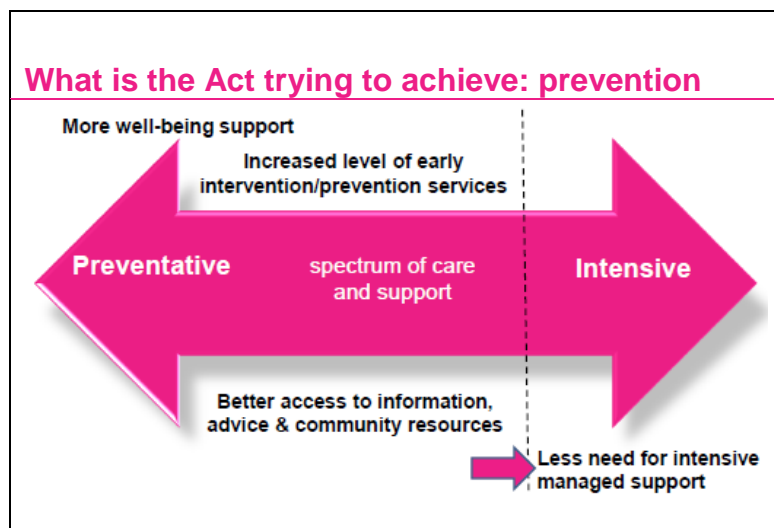 What is the Act trying to achieve: prevention
More well-being support
Increased level of early
intervention/prevention services
Preventative
spectrum of care
and support
Intensive
Better access to information,
advice & community resources
Less need for intensive
managed support